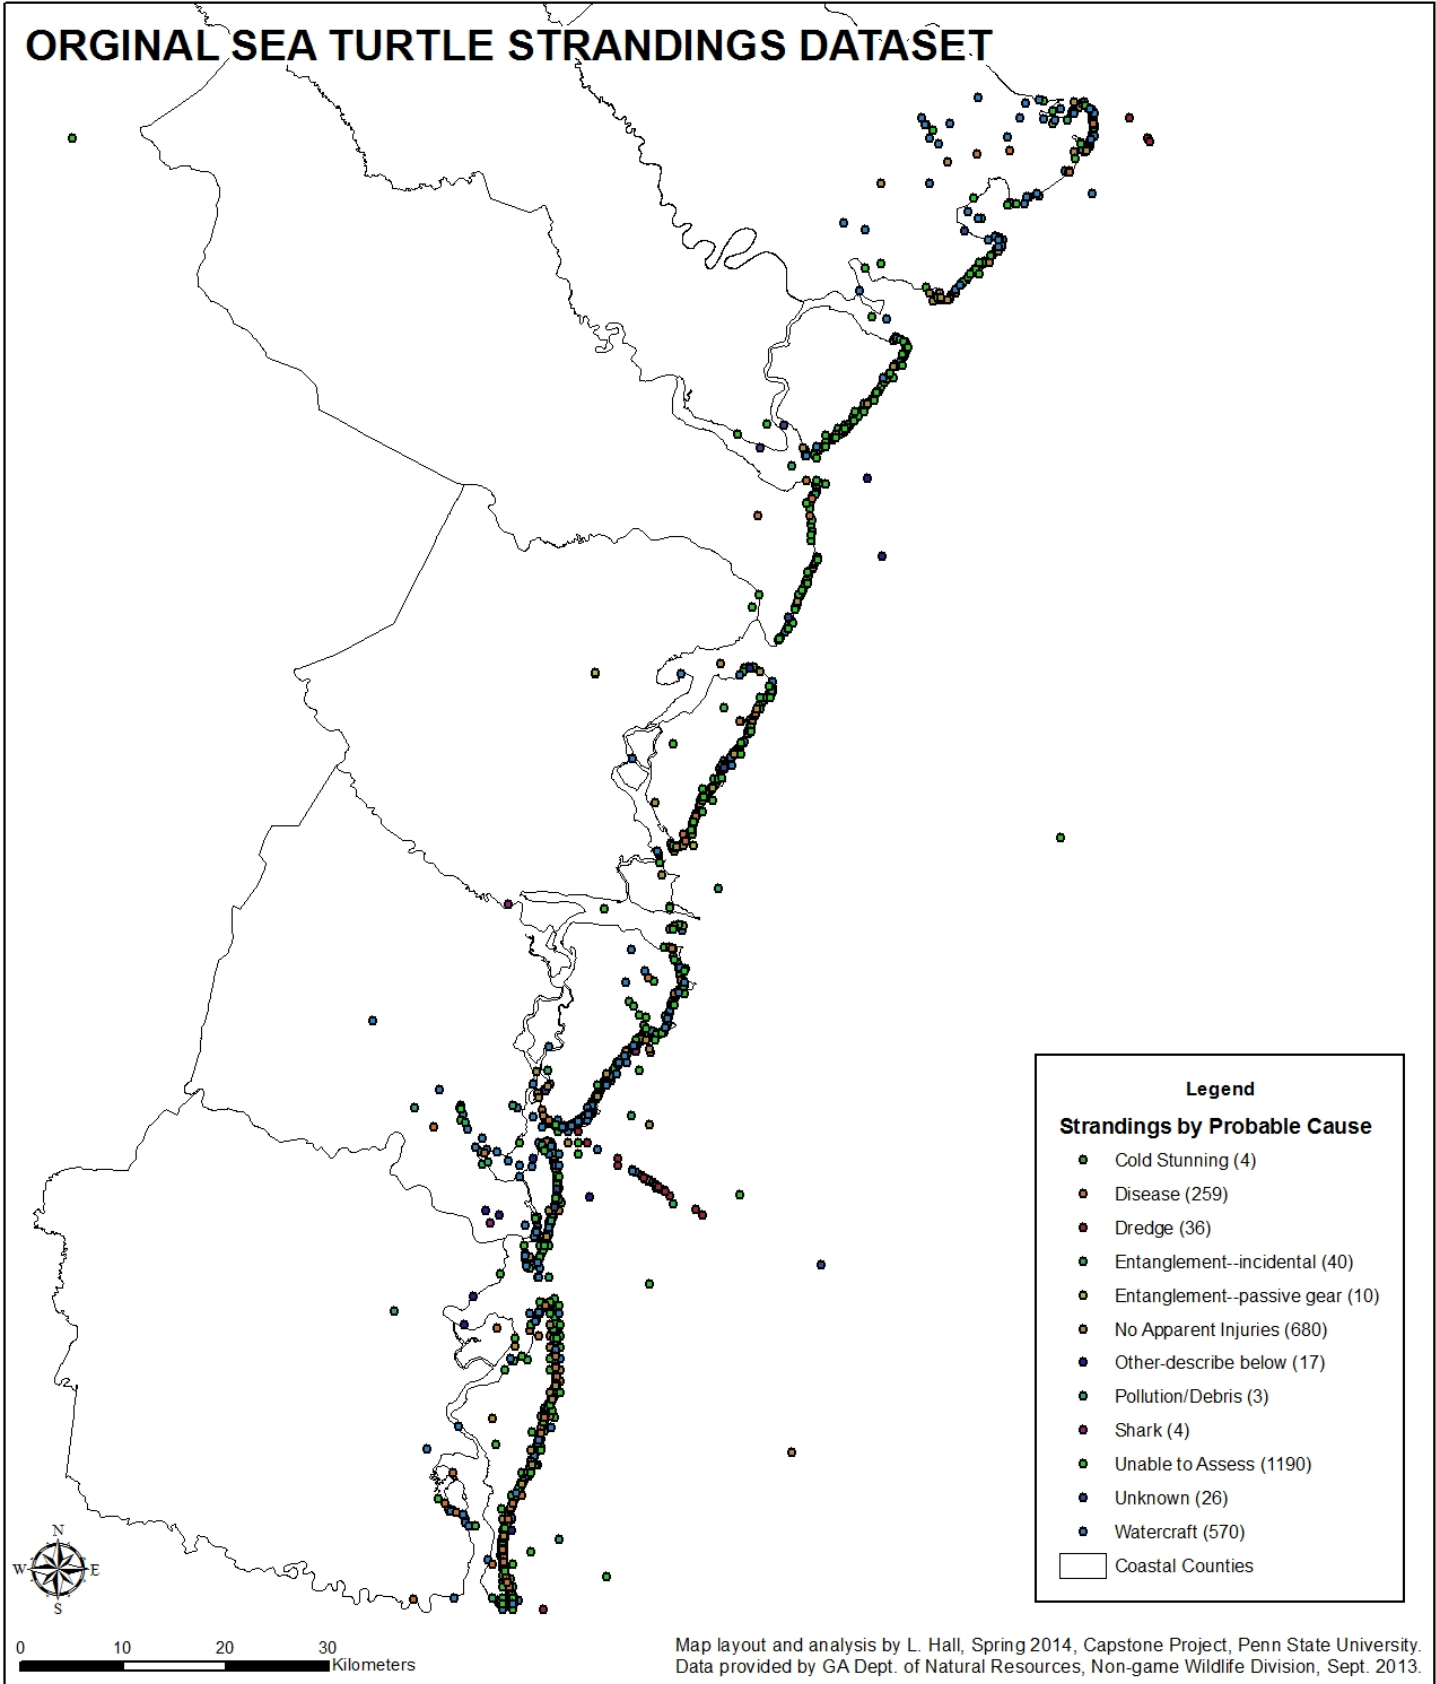 ORGINAL SEA TURTLE STRANDINGS DATASET
Legend
Strandings by Probable Cause
Cold Stunning (4)
Disease (259)
Dredge (36)
Entanglement--incidental (40)
Entanglement--passive gear (10)
No Apparent Injuries (680)
Other-describe below (17)
Pollution/Debris (3)
Shark (4)
Unable to Assess (1190)
Unknown (26)
Watercraft (570)
Coastal Counties
N
W E
S
0 10 20 30
Kilometers
Map layout and analysis by L. Hall, Spring 2014, Capstone Project, Penn State University.
Data provided by GA Dept. of Natural Resources, Non-game Wildlife Division, Sept. 2013.